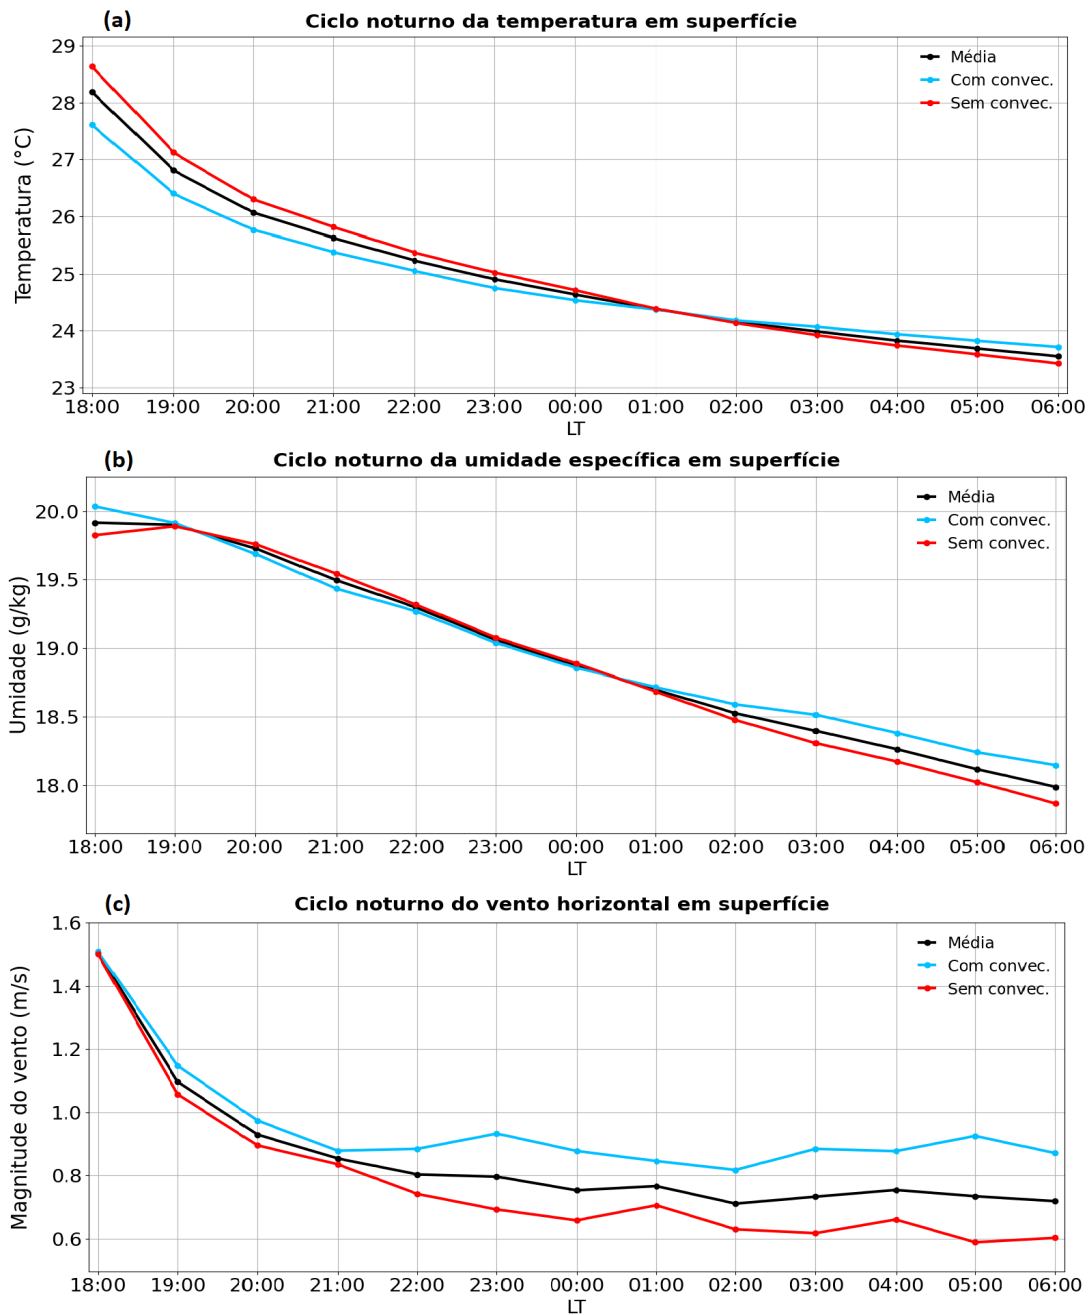 (a) Ciclo noturno da temperatura em superfície
Temperatura (°C)
29
28
27
26
25
24
23
Média
Com convec.
Sem convec.
18:00 19:00 20:00 21:00 22:00 23:00 00:00 01:00 02:00 03:00 04:00 05:00 06:00
LT
(b) Ciclo noturno da umidade específica em superfície
Umidade (g/kg)
20.0
19.5
19.0
18.5
18.0
Média
Com convec.
Sem convec.
18:00 19:00 20:00 21:00 22:00 23:00 00:00 01:00 02:00 03:00 04:00 05:00 06:00
LT
(c) Ciclo noturno do vento horizontal em superfície
Magnitude do vento (m/s)
1.6
1.4
1.2
1.0
0.8
0.6
Média
Com convec.
Sem convec.
18:00 19:00 20:00 21:00 22:00 23:00 00:00 01:00 02:00 03:00 04:00 05:00 06:00
LT